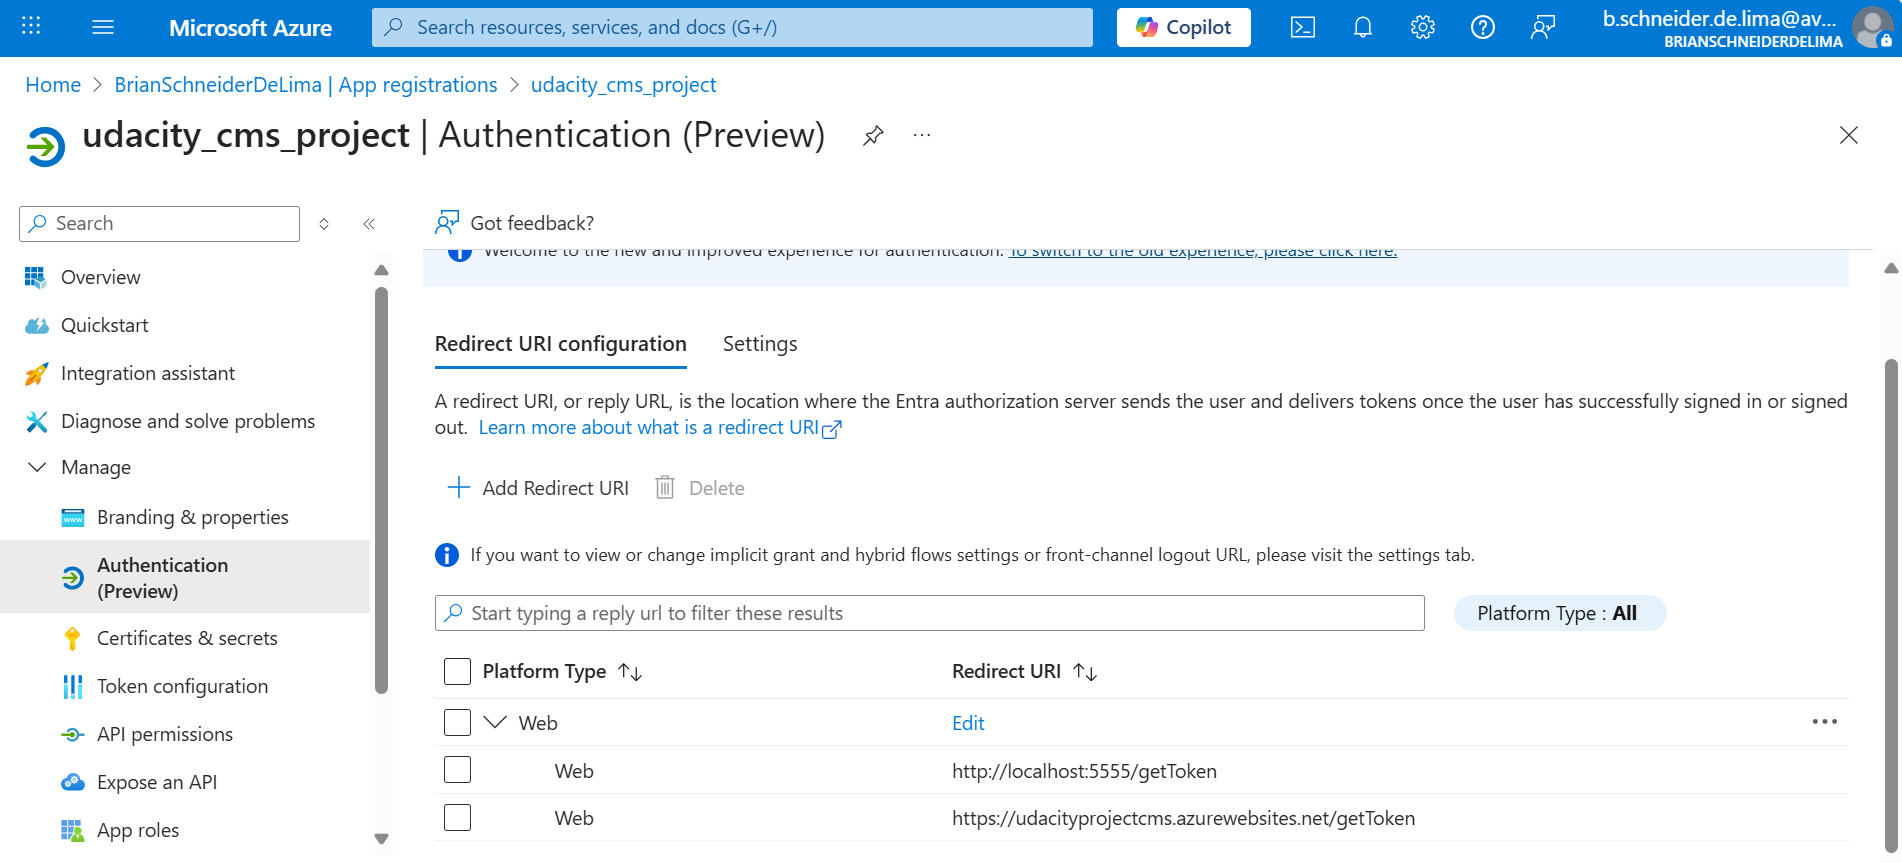 Microsoft Azure
Search resources, services, and docs (G+/)
Copilot
b.schneider.de.lima@av...
BRIANSCHNEIDERDELIMA
Home > BrianSchneiderDeLima | App registrations > udacity_cms_project
udacity_cms_project | Authentication (Preview)
Search
Got feedback?
Welcome to the new and improved experience for authentication. To switch to the old experience, please click here.
Overview
Quickstart
Integration assistant
Diagnose and solve problems
Manage
Branding & properties
Authentication
(Preview)
Certificates & secrets
Token configuration
API permissions
Expose an API
App roles
Redirect URI configuration
Settings
A redirect URI, or reply URL, is the location where the Entra authorization server sends the user and delivers tokens once the user has successfully signed in or signed
out. Learn more about what is a redirect URI
Add Redirect URI
Delete
If you want to view or change implicit grant and hybrid flows settings or front-channel logout URL, please visit the settings tab.
Start typing a reply url to filter these results
Platform Type : All
Platform Type
Redirect URI
Web
Edit
Web
http://localhost:5555/getToken
Web
https://udacityprojectcms.azurewebsites.net/getToken